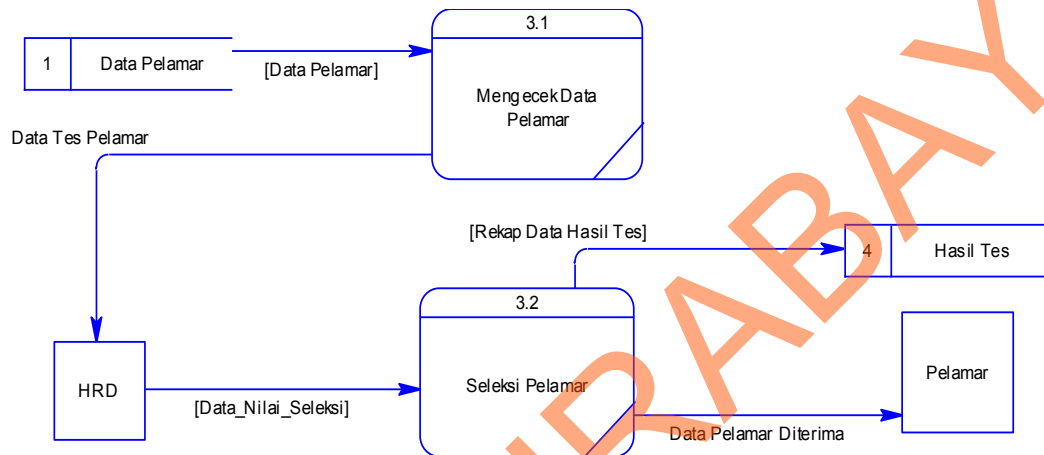 3.1
1 Data Pelamar
[Data Pelamar]
Mengecek Data
Pelamar
Data Tes Pelamar
[Rekap Data Hasil Tes]
4 Hasil Tes
3.2
HRD
Seleksi Pelamar
Pelamar
[Data_Nilai_Seleksi]
Data Pelamar Diterima
RABAY